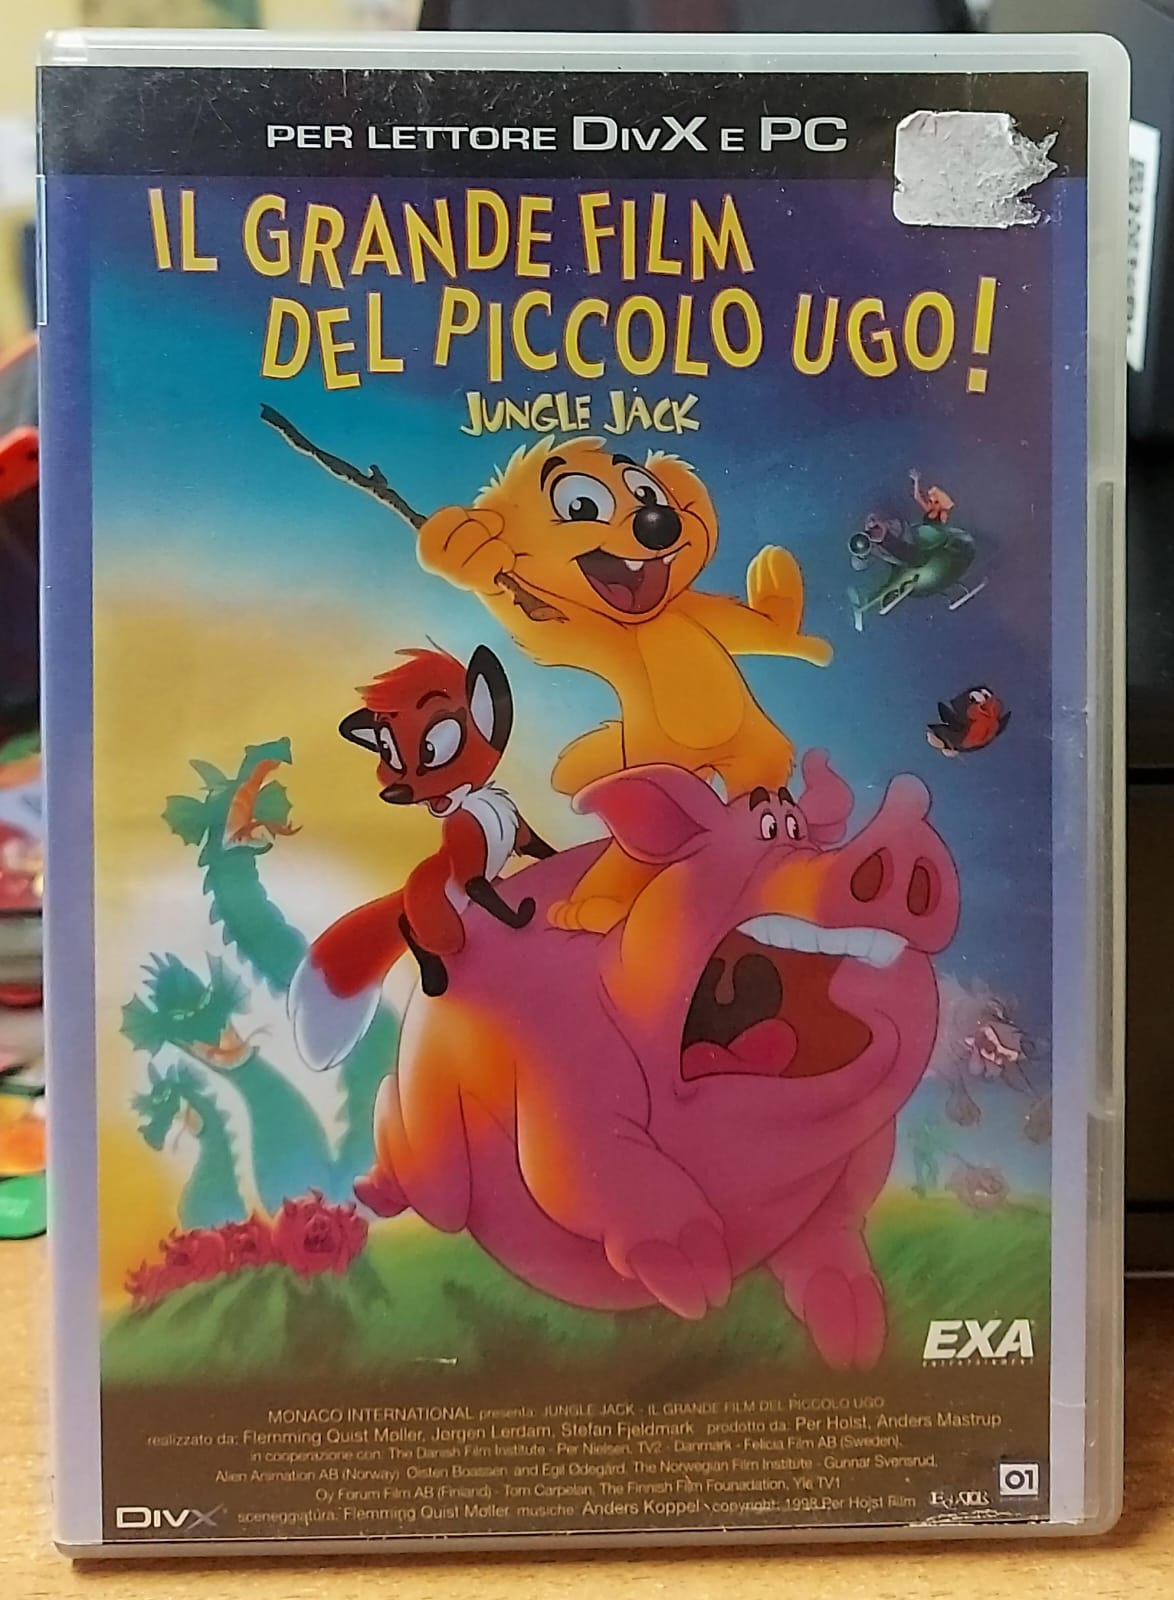 PER LETTORE DIVX E PC
IL GRANDE FILM
DEL PICCOLO UGO!
JUNGLE JACK
EXA
entertainment
MONACO INTERNATIONAL presenta: JUNGLE JACK - IL GRANDE FILM DEL PICCOLO UGO
realizzato da: Flemming Quist Møller, Jørgen Lerdam, Stefan Fjeldmark prodotto da: Per Holst, Anders Mastrup
in cooperazione con: The Danish Film Institute - Per Nielsen, TV2 - Danmark - Felicia Film AB (Sweden),
Alien Animation AB (Norway) Øisten Boassen and Egil Ødegård, The Norwegian Film Institute - Gunnar Svensrud,
Oy Forum Film AB (Finland) - Tom Carpelan, The Finnish Film Founadation, Yle TV1
sceneggiatura: Flemming Quist Møller musiche: Anders Koppel - copyright: 1998 Per Holst Film
DIVX
01